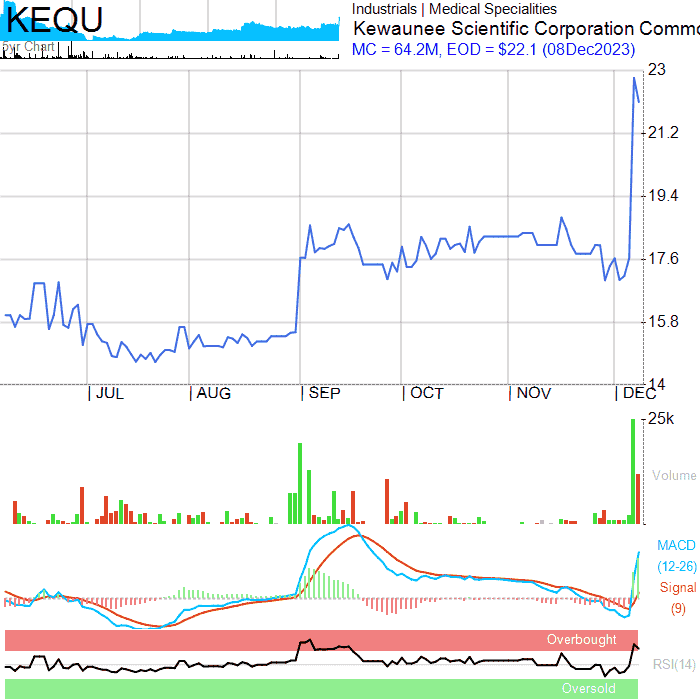 KEQU
5yr Chart
Industrials | Medical Specialities
Kewaunee Scientific Corporation Commo
MC = 64.2M, EOD = $22.1 (08Dec2023)
23
21.2
19.4
17.6
15.8
14
JUL
AUG
SEP
OCT
NOV
DEC
25k
Volume
MACD
(12-26)
Signal
(9)
Overbought
RSI(14)
Oversold